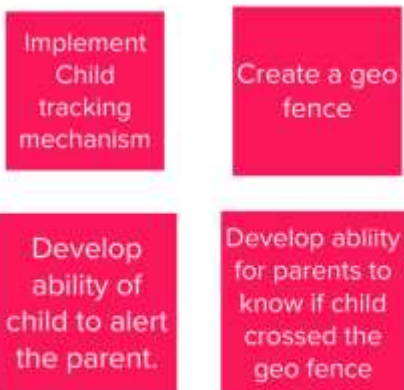 Implement
Child
tracking
mechanism
Create a geo
fence
Develop
ability of
child to alert
the parent.
Develop abliity
for parents to
know if child
crossed the
geo fence